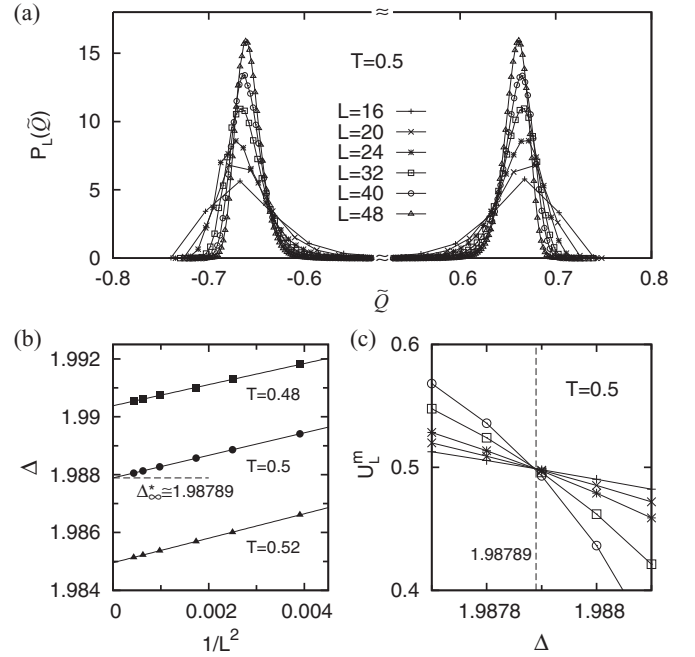 (a)
≈
15
10
5
0
P_L(Q̃)
T=0.5
L=16
L=20
L=24
L=32
L=40
L=48
-0.8
-0.7
-0.6
≈
0.6
0.7
0.8
Q̃
(b)
1.992
1.99
1.988
1.986
1.984
Δ
T=0.48
T=0.5
Δ*∞≅1.98789
T=0.52
0
0.002
0.004
1/L²
(c)
0.6
0.5
0.4
U_L^m
T=0.5
1.98789
1.9878
1.988
Δ